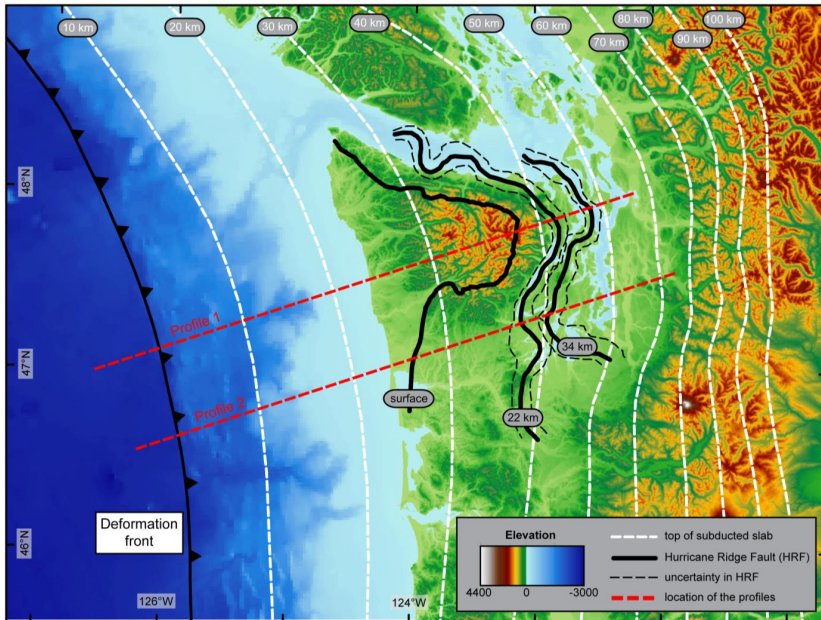 10 km
20 km
30 km
40 km
50 km
60 km
70 km
80 km
90 km
100 km
48°N
47°N
46°N
Profile 1
Profile 2
surface
22 km
34 km
Deformation
front
126°W
124°W
Elevation
4400 0 -3000
top of subducted slab
Hurricane Ridge Fault (HRF)
uncertainty in HRF
location of the profiles